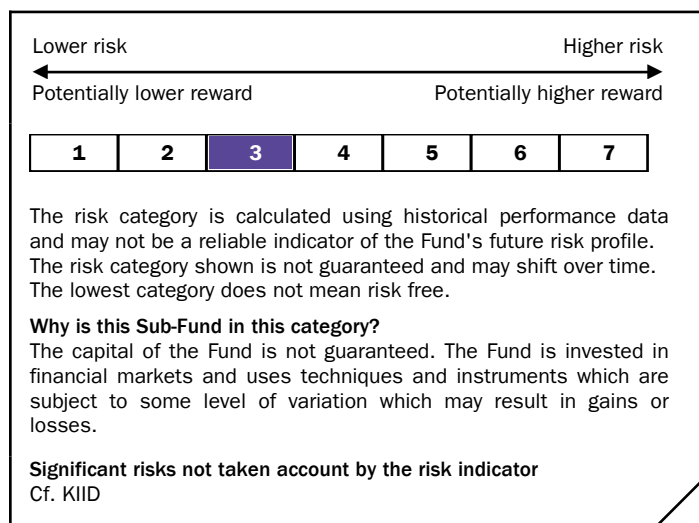 Lower risk Higher risk
Potentially lower reward Potentially higher reward
1 2 3 4 5 6 7
The risk category is calculated using historical performance data
and may not be a reliable indicator of the Fund's future risk profile.
The risk category shown is not guaranteed and may shift over time.
The lowest category does not mean risk free.
Why is this Sub-Fund in this category?
The capital of the Fund is not guaranteed. The Fund is invested in
financial markets and uses techniques and instruments which are
subject to some level of variation which may result in gains or
losses.
Significant risks not taken account by the risk indicator
Cf. KIID